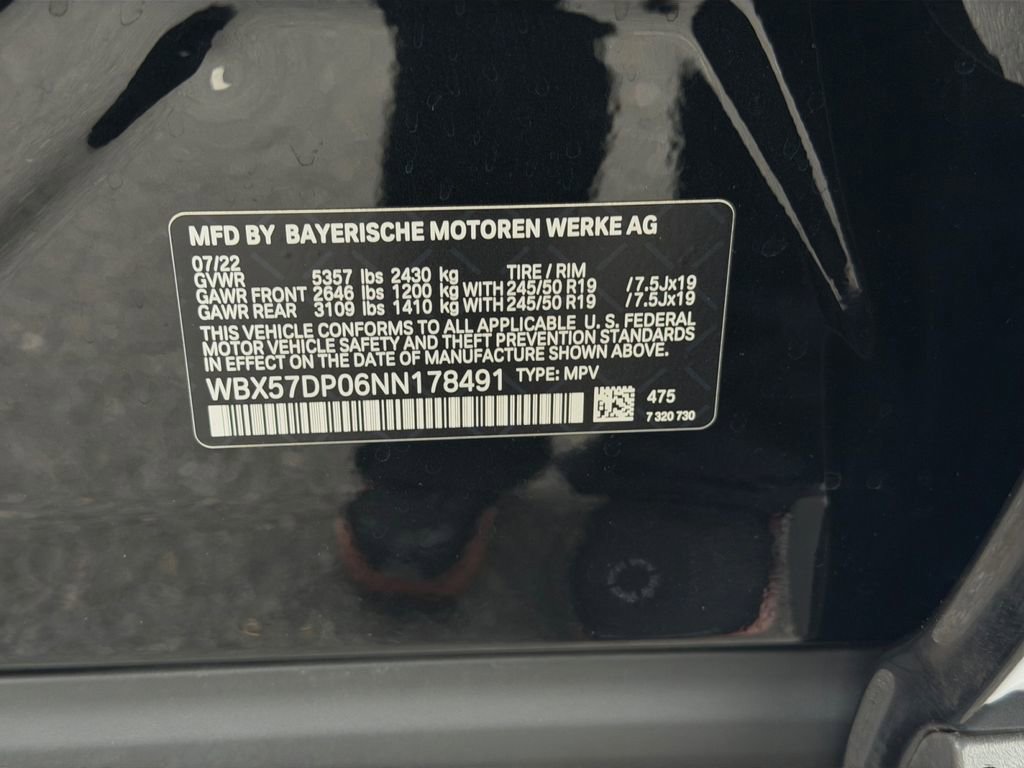 MFD BY BAYERISCHE MOTOREN WERKE AG
07/22
GVWR 5357 lbs 2430 kg TIRE / RIM
GAWR FRONT 2646 lbs 1200 kg WITH 245/50 R19 /7.5Jx19
GAWR REAR 3109 lbs 1410 kg WITH 245/50 R19 /7.5Jx19
THIS VEHICLE CONFORMS TO ALL APPLICABLE U. S. FEDERAL
MOTOR VEHICLE SAFETY AND THEFT PREVENTION STANDARDS
IN EFFECT ON THE DATE OF MANUFACTURE SHOWN ABOVE.
WBX57DP06NN178491 TYPE: MPV
475
7 320 730